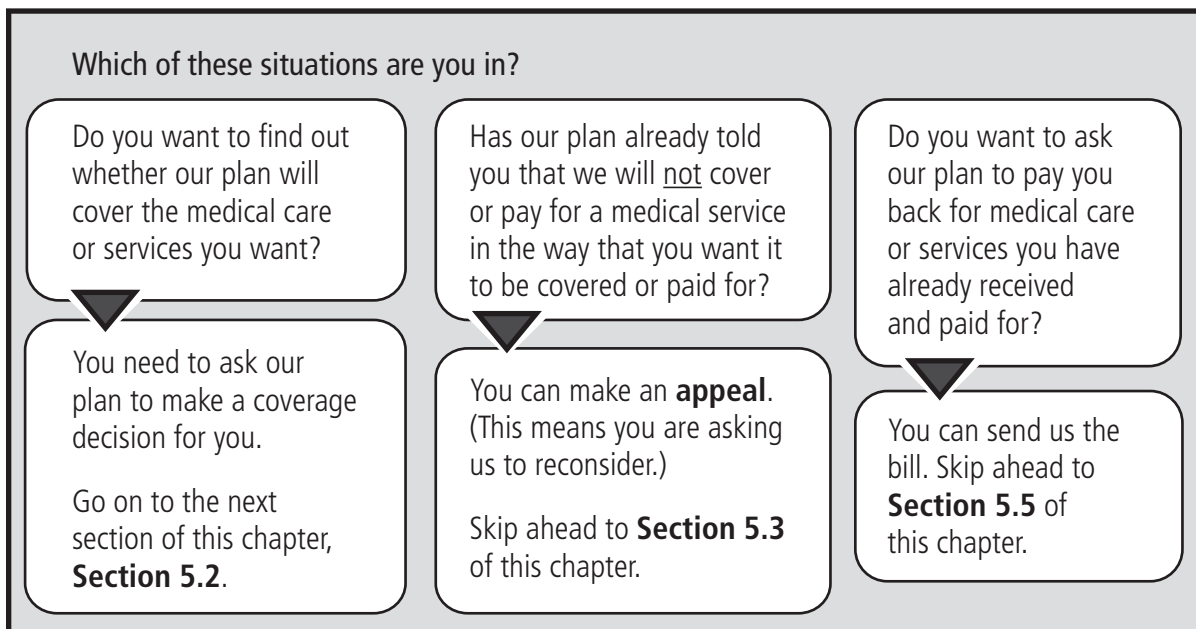 Which of these situations are you in?
Do you want to find out
whether our plan will
cover the medical care
or services you want?
You need to ask our
plan to make a coverage
decision for you.
Go on to the next
section of this chapter,
Section 5.2.
Has our plan already told
you that we will not cover
or pay for a medical service
in the way that you want it
to be covered or paid for?
You can make an appeal.
(This means you are asking
us to reconsider.)
Skip ahead to Section 5.3
of this chapter.
Do you want to ask
our plan to pay you
back for medical care
or services you have
already received
and paid for?
You can send us the
bill. Skip ahead to
Section 5.5 of
this chapter.